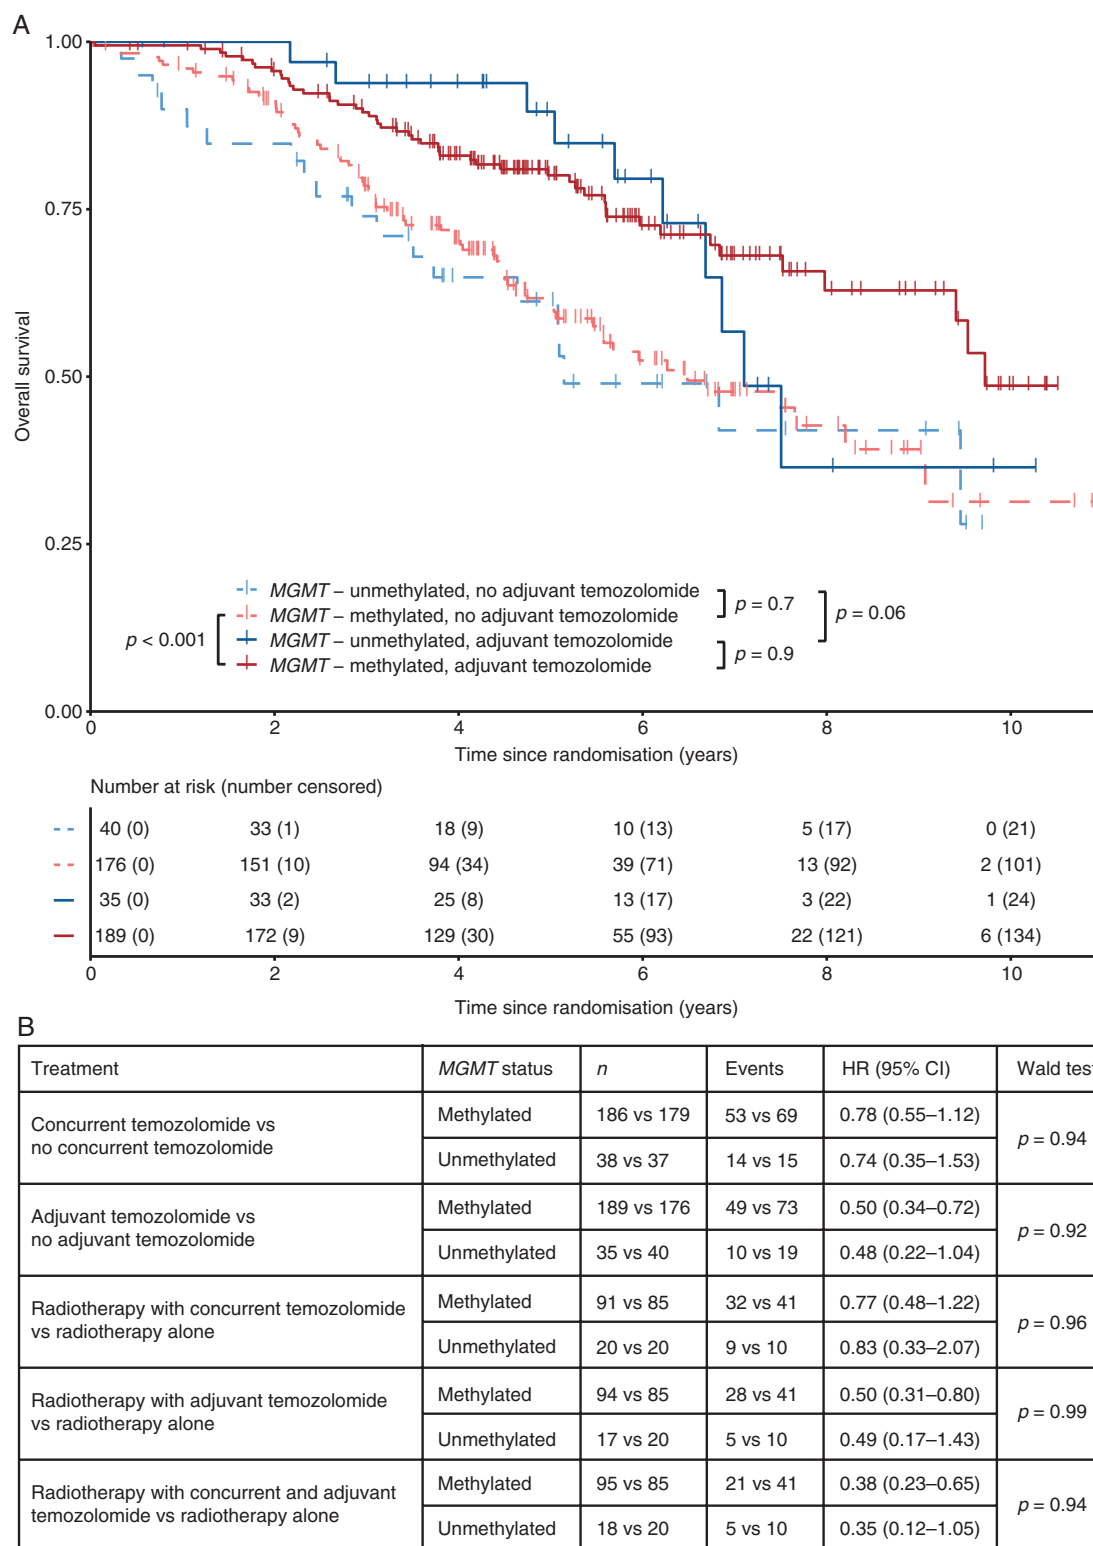 A
1.00
0.75
0.50
0.25
0.00
Overall survival
MGMT – unmethylated, no adjuvant temozolomide
MGMT – methylated, no adjuvant temozolomide
MGMT – unmethylated, adjuvant temozolomide
MGMT – methylated, adjuvant temozolomide
p < 0.001
p = 0.7
p = 0.9
p = 0.06
0 2 4 6 8 10
Time since randomisation (years)
Number at risk (number censored)
40 (0) 33 (1) 18 (9) 10 (13) 5 (17) 0 (21)
176 (0) 151 (10) 94 (34) 39 (71) 13 (92) 2 (101)
35 (0) 33 (2) 25 (8) 13 (17) 3 (22) 1 (24)
189 (0) 172 (9) 129 (30) 55 (93) 22 (121) 6 (134)
0 2 4 6 8 10
Time since randomisation (years)
B
Treatment MGMT status n Events HR (95% CI) Wald test
Concurrent temozolomide vs
no concurrent temozolomide
Methylated 186 vs 179 53 vs 69 0.78 (0.55–1.12)
Unmethylated 38 vs 37 14 vs 15 0.74 (0.35–1.53)
p = 0.94
Adjuvant temozolomide vs
no adjuvant temozolomide
Methylated 189 vs 176 49 vs 73 0.50 (0.34–0.72)
Unmethylated 35 vs 40 10 vs 19 0.48 (0.22–1.04)
p = 0.92
Radiotherapy with concurrent temozolomide
vs radiotherapy alone
Methylated 91 vs 85 32 vs 41 0.77 (0.48–1.22)
Unmethylated 20 vs 20 9 vs 10 0.83 (0.33–2.07)
p = 0.96
Radiotherapy with adjuvant temozolomide
vs radiotherapy alone
Methylated 94 vs 85 28 vs 41 0.50 (0.31–0.80)
Unmethylated 17 vs 20 5 vs 10 0.49 (0.17–1.43)
p = 0.99
Radiotherapy with concurrent and adjuvant
temozolomide vs radiotherapy alone
Methylated 95 vs 85 21 vs 41 0.38 (0.23–0.65)
Unmethylated 18 vs 20 5 vs 10 0.35 (0.12–1.05)
p = 0.94